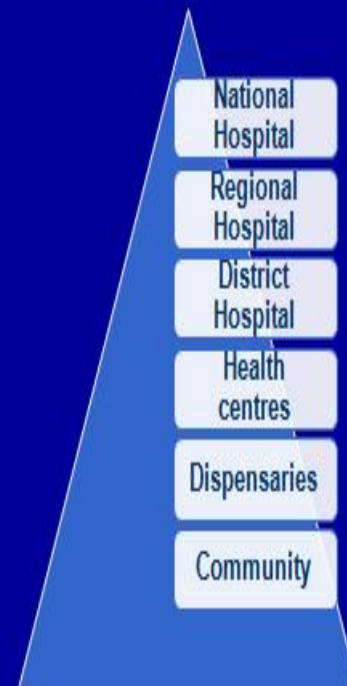 National
Hospital
Regional
Hospital
District
Hospital
Health
centres
Dispensaries
Community